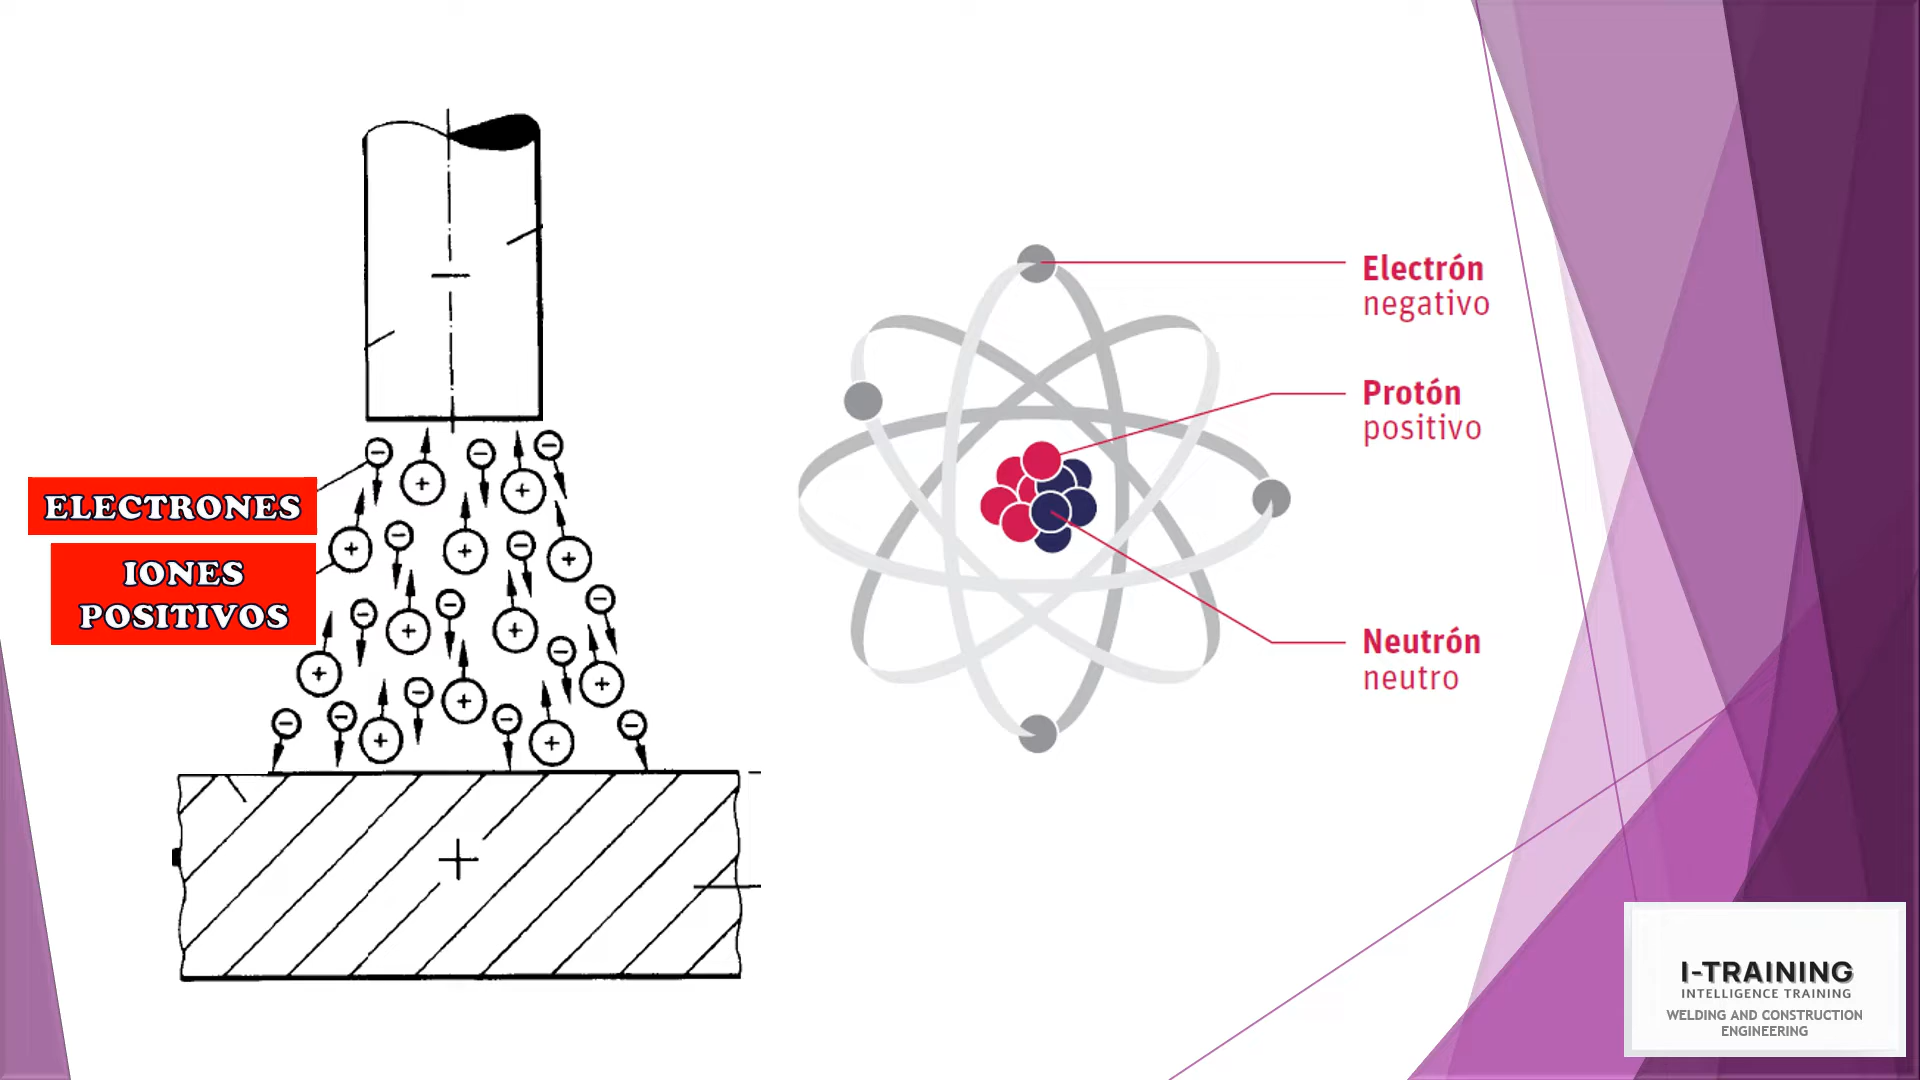 ELECTRONES
IONES
POSITIVOS
Electrón
negativo
Protón
positivo
Neutrón
neutro
I-TRAINING
INTELLIGENCE TRAINING
WELDING AND CONSTRUCTION
ENGINEERING